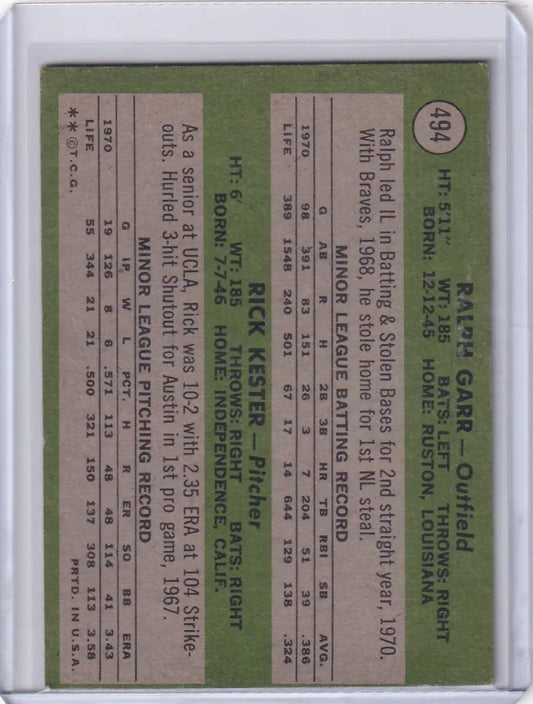 494
RALPH GARR — Outfield
HT: 5'11" WT: 185 BATS: LEFT THROWS: RIGHT
BORN: 12-12-45 HOME: RUSTON, LOUISIANA
Ralph led IL in Batting & Stolen Bases for 2nd straight year, 1970.
With Braves, 1968, he stole home for 1st NL steal.
MINOR LEAGUE BATTING RECORD
G AB R H 2B 3B HR TB RBI SB AVG.
1970 98 391 83 151 26 3 7 204 51 39 .386
LIFE 389 1548 240 501 67 17 14 644 129 138 .324
RICK KESTER — Pitcher
HT: 6' WT: 185 THROWS: RIGHT BATS: RIGHT
BORN: 7-7-46 HOME: INDEPENDENCE, CALIF.
As a senior at UCLA, Rick was 10-2 with 2.35 ERA at 104 Strike-
outs. Hurled 3-hit Shutout for Austin in 1st pro game, 1967.
MINOR LEAGUE PITCHING RECORD
G IP W L PCT. H R ER SO BB ERA
1970 19 126 8 6 .571 113 48 48 114 41 3.43
LIFE 55 344 21 21 .500 321 150 137 308 113 3.58
**©T.C.G. PRTD. IN U.S.A.